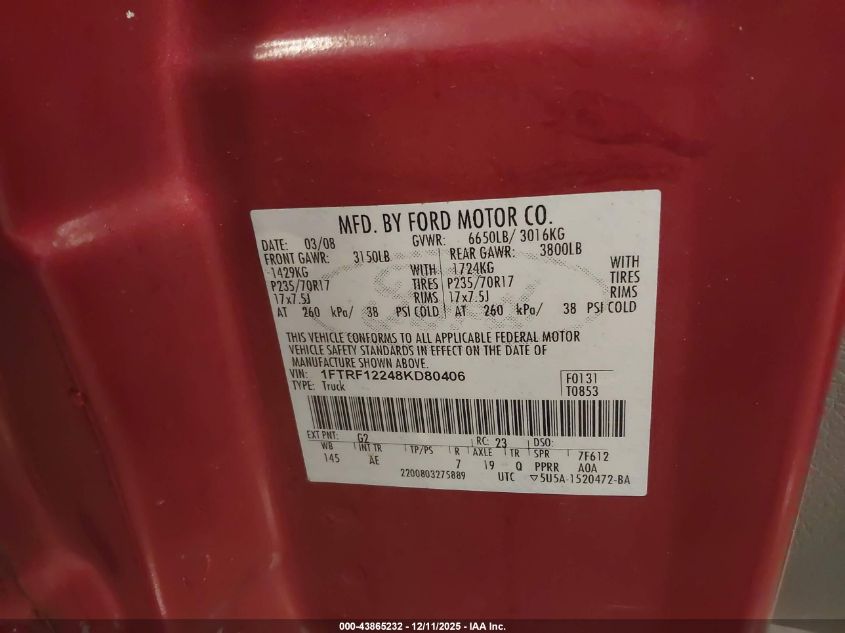 MFD. BY FORD MOTOR CO.
DATE: 03/08 GVWR: 6650LB/ 3016KG
FRONT GAWR: 3150LB REAR GAWR: 3800LB
1429KG WITH 1724KG WITH
P235/70R17 TIRES P235/70R17 TIRES
17x7.5J RIMS 17x7.5J RIMS
AT 260 kPa/ 38 PSI COLD AT 260 kPa/ 38 PSI COLD
THIS VEHICLE CONFORMS TO ALL APPLICABLE FEDERAL MOTOR
VEHICLE SAFETY STANDARDS IN EFFECT ON THE DATE OF
MANUFACTURE SHOWN ABOVE.
VIN: 1FTRF12248KD80406 F0131
TYPE: Truck T0853
EXT PNT: G2 RC: 23 DSO:
WB INT TR TP/PS R AXLE TR SPR 7F612
145 AE 7 19 Q PPRR A0A
2200803275889 UTC ▽5U5A-1520472-BA
000-43865232 - 12/11/2025 - IAA Inc.